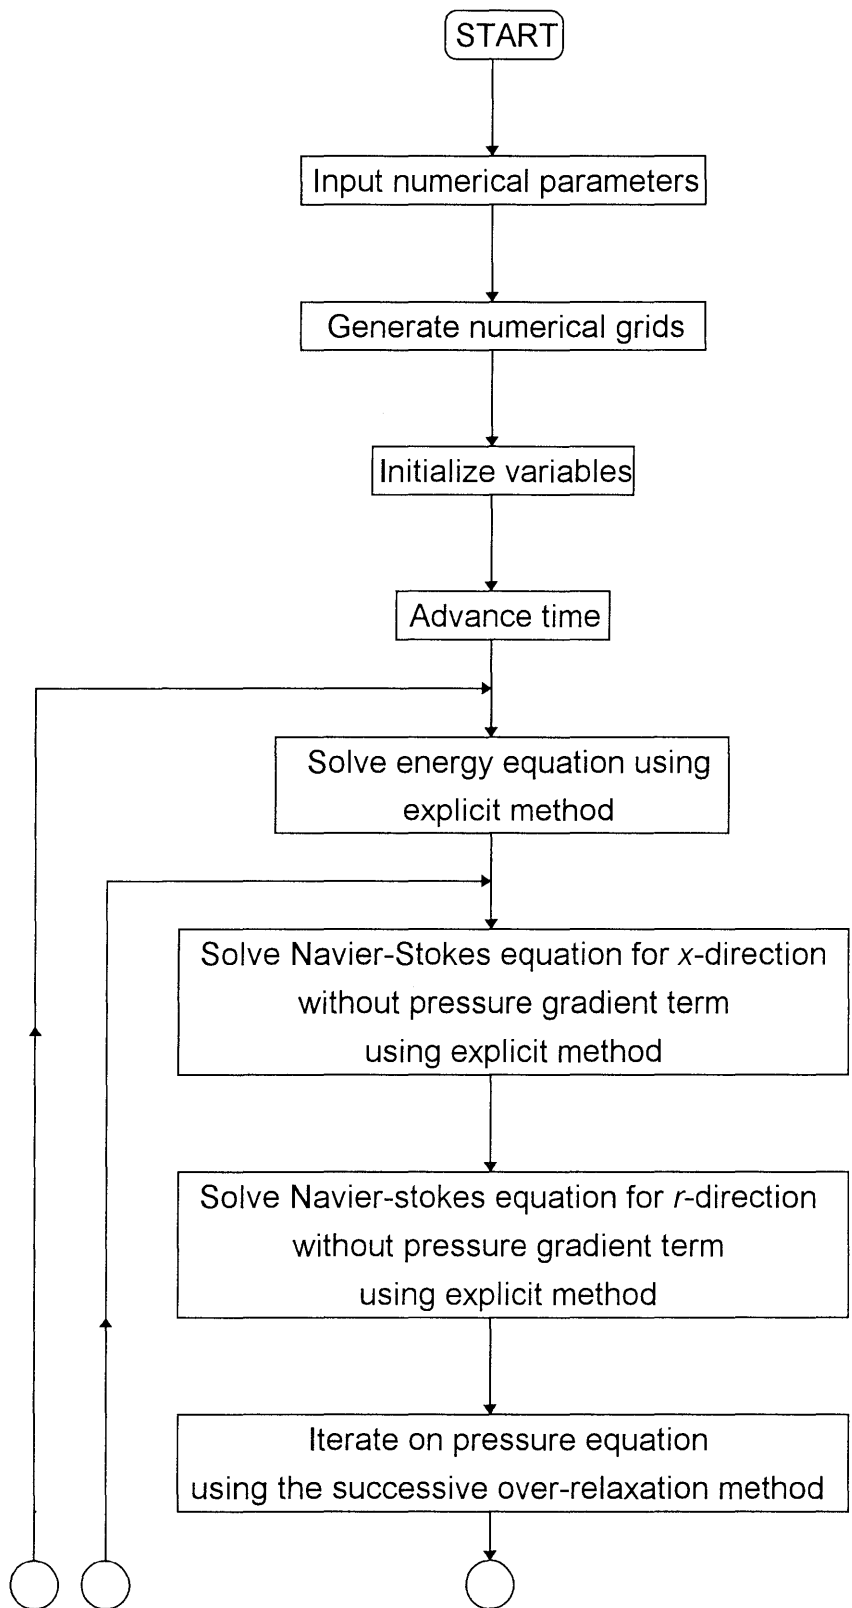 START
Input numerical parameters
Generate numerical grids
Initialize variables
Advance time
Solve energy equation using
explicit method
Solve Navier-Stokes equation for x-direction
without pressure gradient term
using explicit method
Solve Navier-stokes equation for r-direction
without pressure gradient term
using explicit method
Iterate on pressure equation
using the successive over-relaxation method